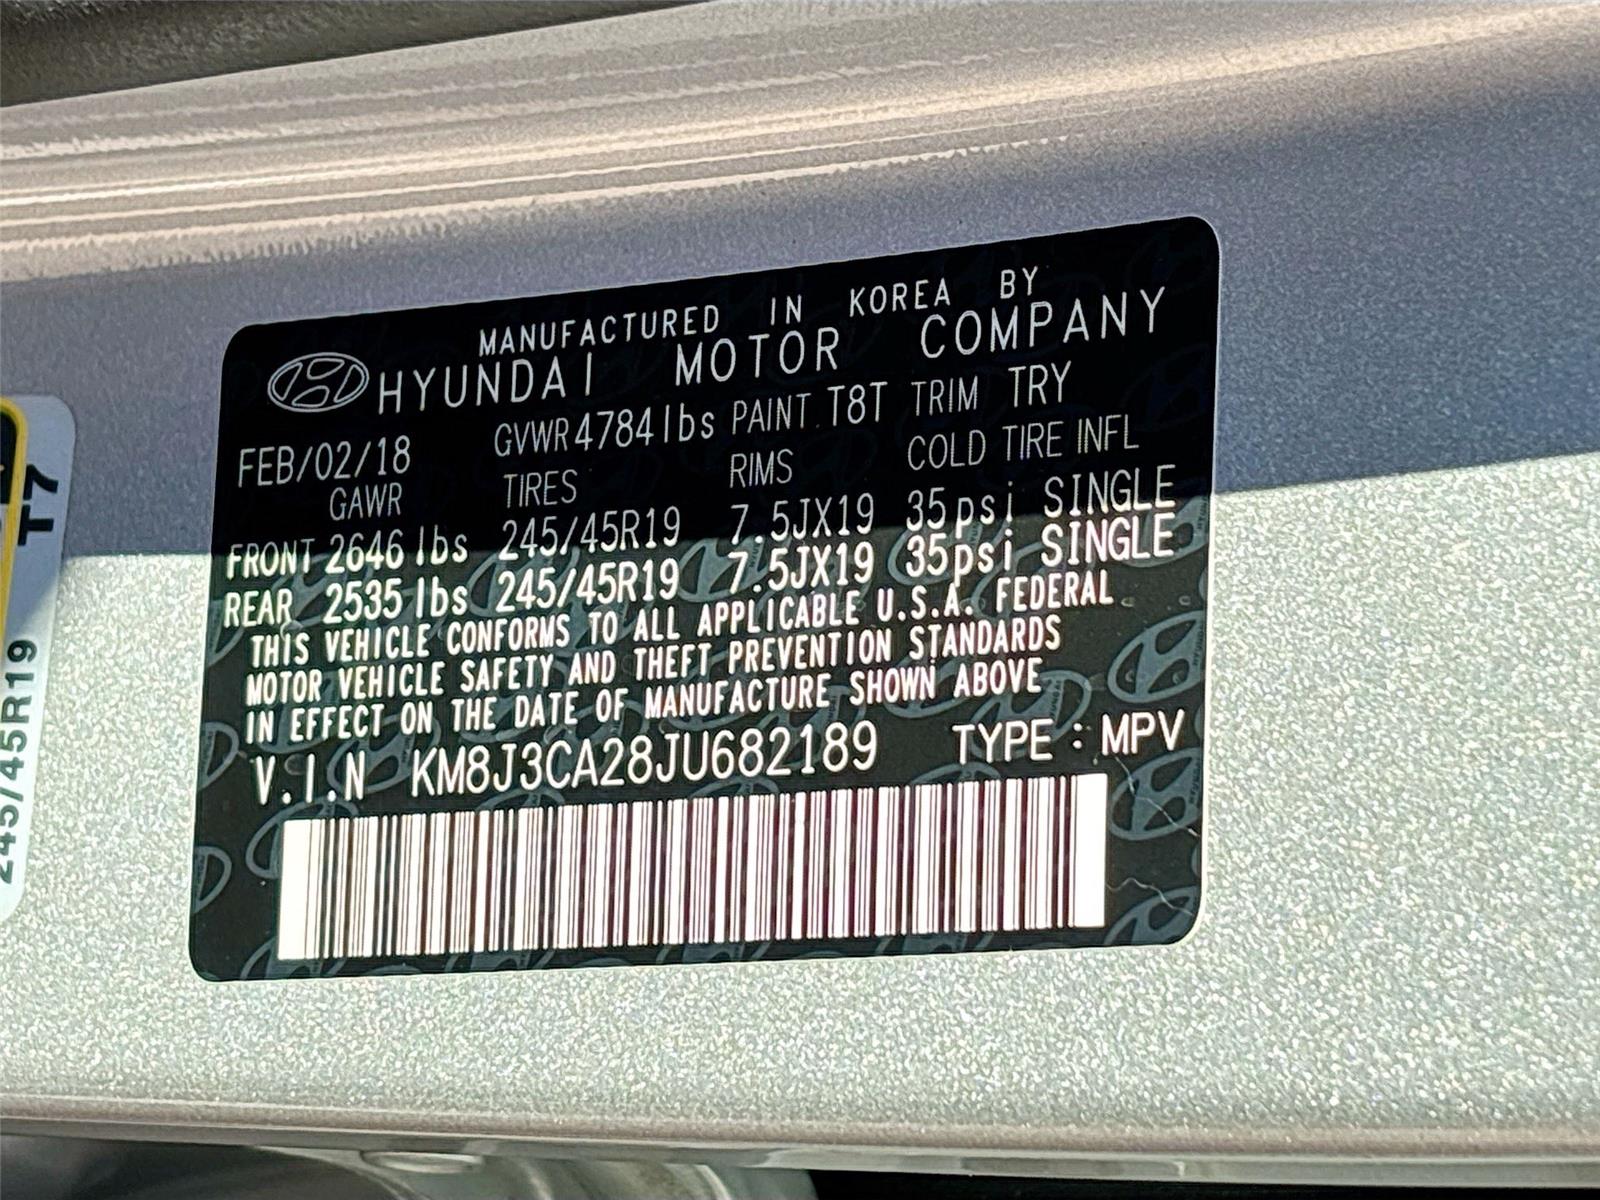 MANUFACTURED IN KOREA BY
HYUNDAI MOTOR COMPANY
FEB/02/18 GVWR 4784 lbs PAINT T8T TRIM TRY
GAWR TIRES RIMS COLD TIRE INFL
FRONT 2646 lbs 245/45R19 7.5JX19 35psi SINGLE
REAR 2535 lbs 245/45R19 7.5JX19 35psi SINGLE
THIS VEHICLE CONFORMS TO ALL APPLICABLE U.S.A. FEDERAL
MOTOR VEHICLE SAFETY AND THEFT PREVENTION STANDARDS
IN EFFECT ON THE DATE OF MANUFACTURE SHOWN ABOVE
V.I.N KM8J3CA28JU682189 TYPE : MPV
245/45R19 T7